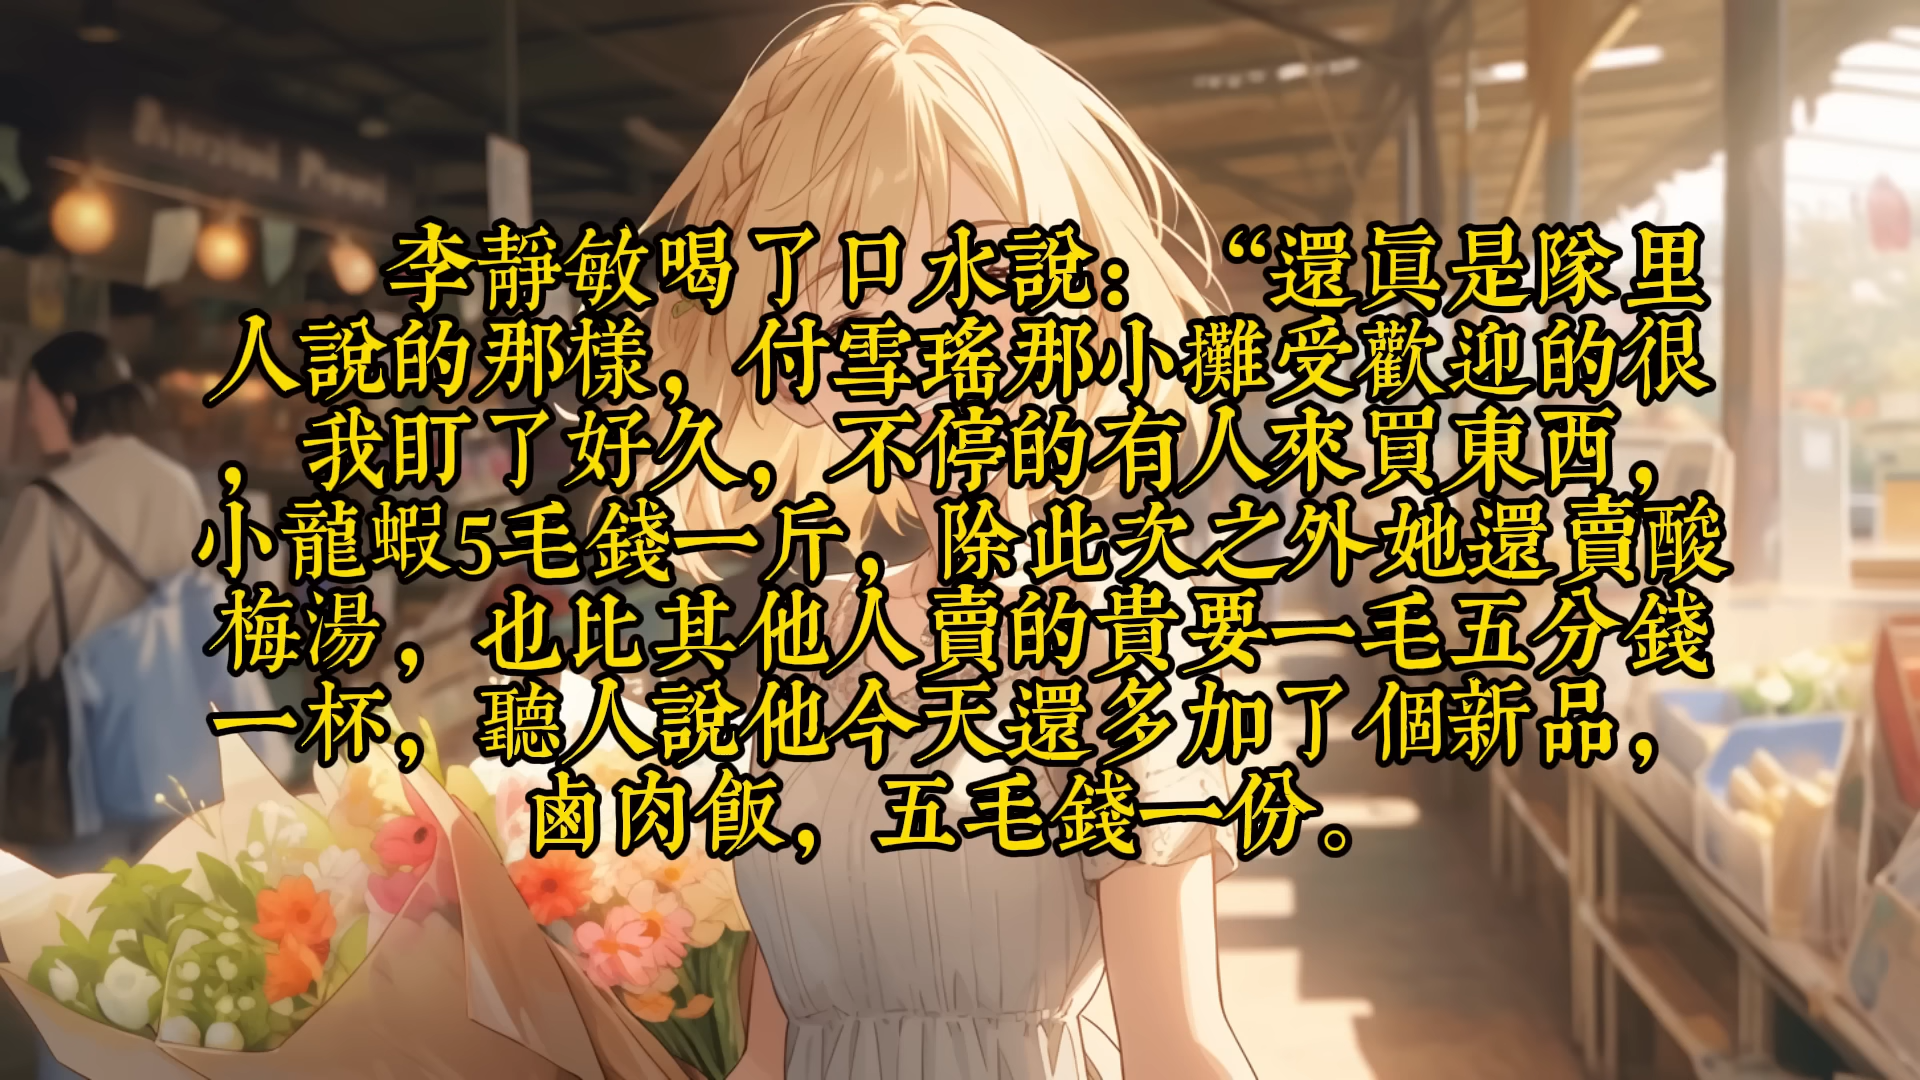 李靜敏喝了口水說：“還眞是隊里
人說的那樣，付雪瑤那小攤受歡迎的很
，我盯了好久，不停的有人來買東西，
小龍蝦5毛錢一斤，除此次之外她還賣酸
梅湯，也比其他人賣的貴要一毛五分錢
一杯，聽人說他今天還多加了個新品，
鹵肉飯，五毛錢一份。